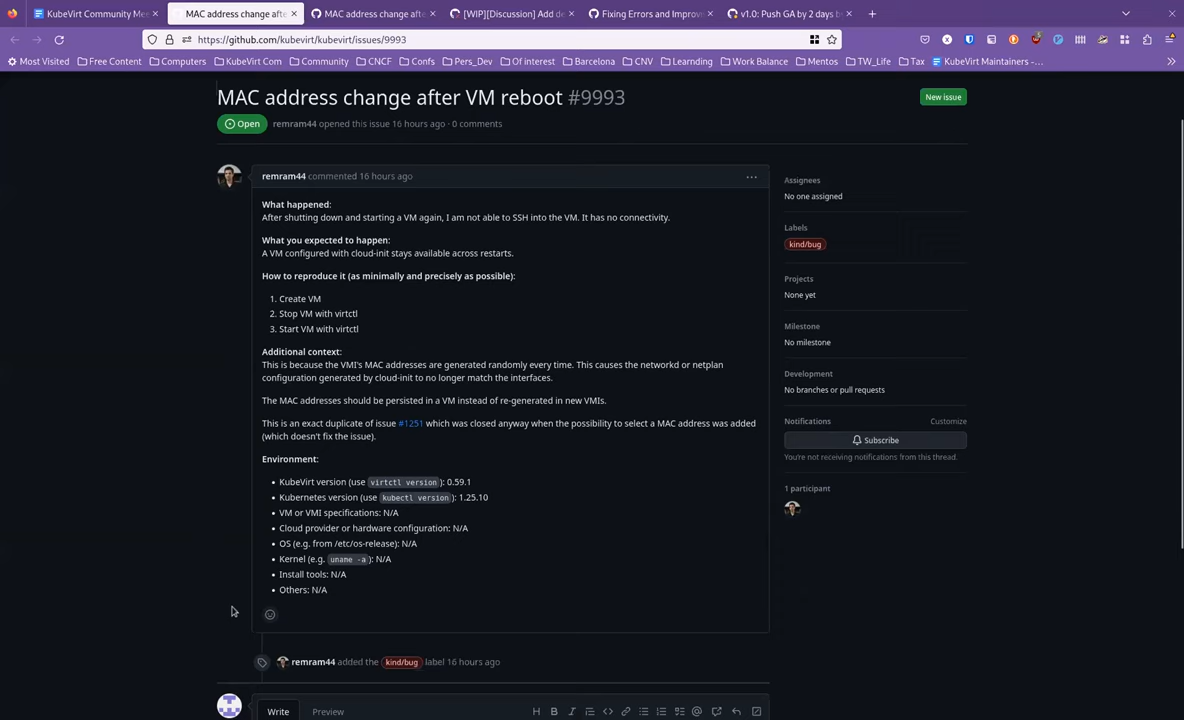 KubeVirt Community Mee
MAC address change afte
MAC address change afte
[WIP][Discussion] Add de
Fixing Errors and Improv
v1.0: Push GA by 2 days b
https://github.com/kubevirt/kubevirt/issues/9993
Most Visited
Free Content
Computers
KubeVirt Com
Community
CNCF
Confs
Pers_Dev
Of interest
Barcelona
CNV
Learnding
Work Balance
Mentos
TW_Life
Tax
KubeVirt Maintainers -…
MAC address change after VM reboot #9993
New issue
Open
remram44 opened this issue 16 hours ago · 0 comments
remram44 commented 16 hours ago
What happened:
After shutting down and starting a VM again, I am not able to SSH into the VM. It has no connectivity.
What you expected to happen:
A VM configured with cloud-init stays available across restarts.
How to reproduce it (as minimally and precisely as possible):
1. Create VM
2. Stop VM with virtctl
3. Start VM with virtctl
Additional context:
This is because the VMI's MAC addresses are generated randomly every time. This causes the networkd or netplan
configuration generated by cloud-init to no longer match the interfaces.
The MAC addresses should be persisted in a VM instead of re-generated in new VMIs.
This is an exact duplicate of issue #1251 which was closed anyway when the possibility to select a MAC address was added
(which doesn't fix the issue).
Environment:
• KubeVirt version (use virtctl version): 0.59.1
• Kubernetes version (use kubectl version): 1.25.10
• VM or VMI specifications: N/A
• Cloud provider or hardware configuration: N/A
• OS (e.g. from /etc/os-release): N/A
• Kernel (e.g. uname -a): N/A
• Install tools: N/A
• Others: N/A
remram44 added the kind/bug label 16 hours ago
Write
Preview
Assignees
No one assigned
Labels
kind/bug
Projects
None yet
Milestone
No milestone
Development
No branches or pull requests
Notifications
Customize
Subscribe
You're not receiving notifications from this thread.
1 participant